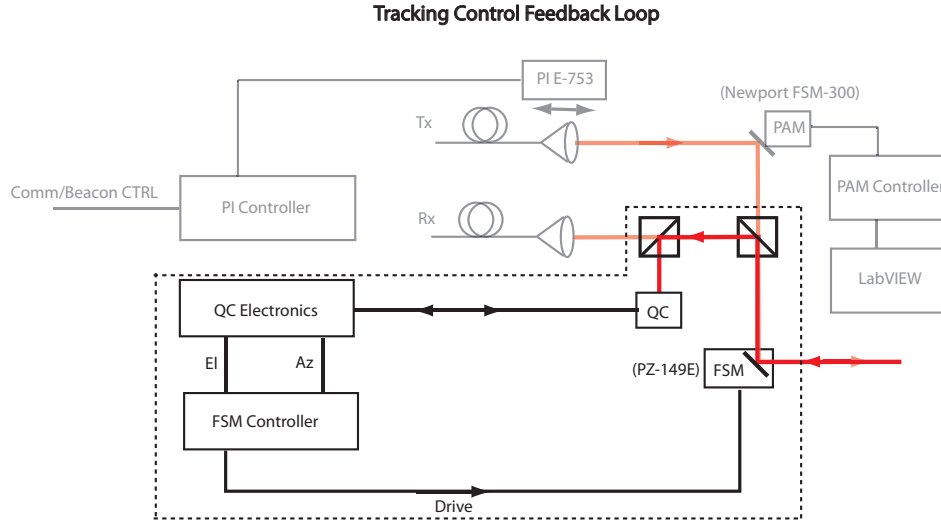 Tracking Control Feedback Loop
PI E-753
(Newport FSM-300)
Tx
PAM
Comm/Beacon CTRL
PI Controller
PAM Controller
Rx
LabVIEW
QC Electronics
QC
El
Az
(PZ-149E)
FSM
FSM Controller
Drive